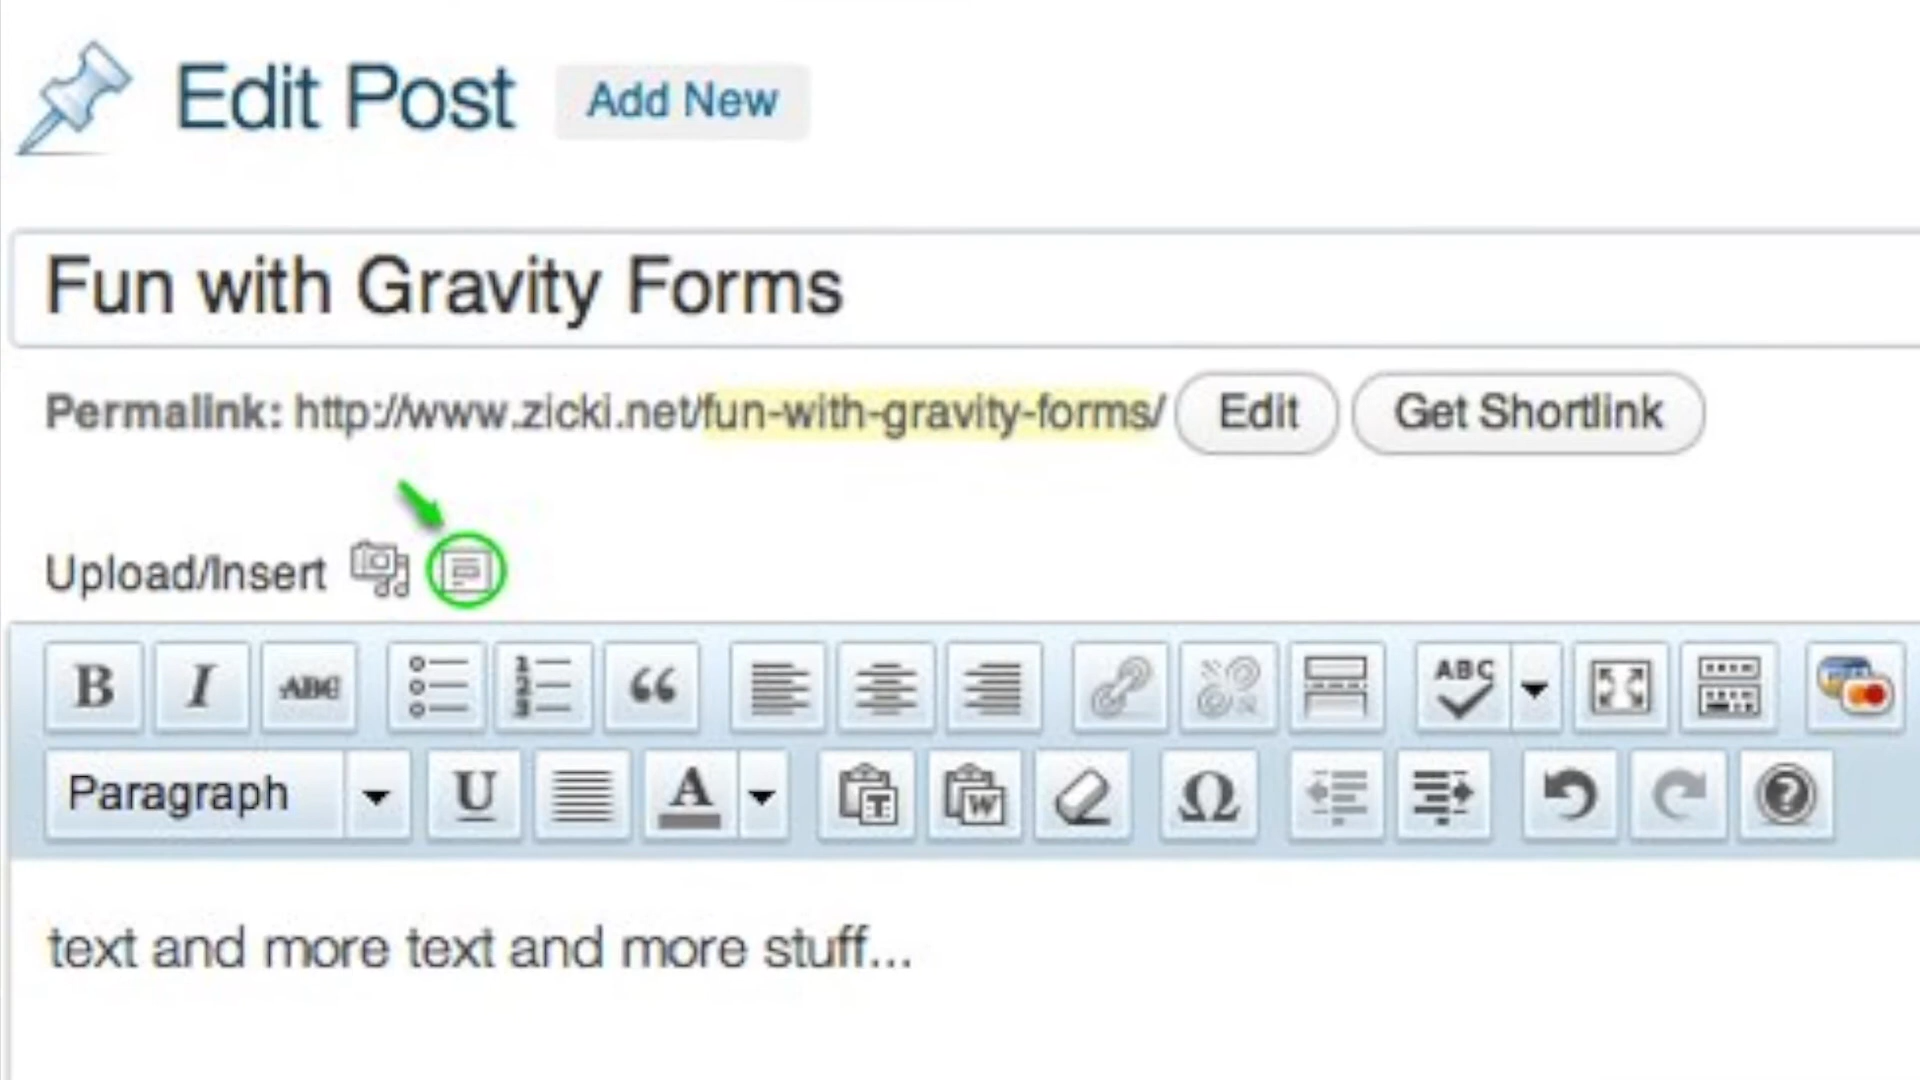 Edit Post Add New
Fun with Gravity Forms
Permalink: http://www.zicki.net/fun-with-gravity-forms/ Edit Get Shortlink
Upload/Insert
B I ABC ABC
Paragraph U A T W Ω
text and more text and more stuff...